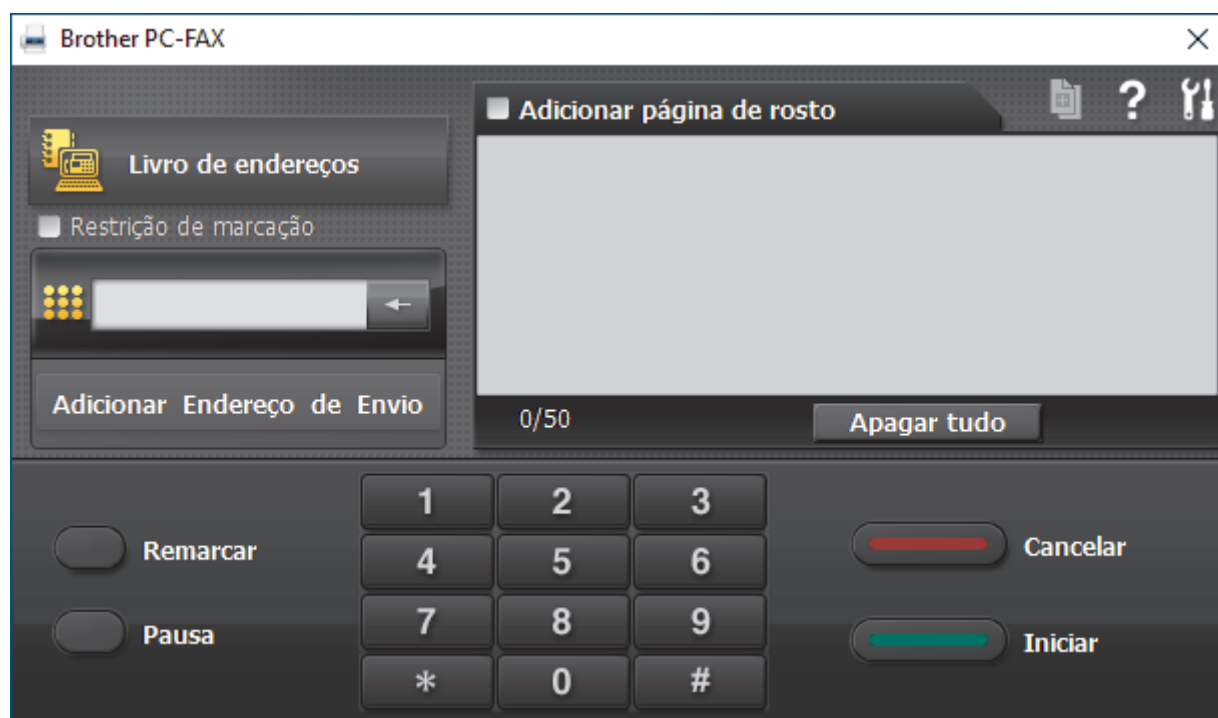 Brother PC-FAX
Adicionar página de rosto
?
Livro de endereços
Restrição de marcação
Adicionar Endereço de Envio
0/50
Apagar tudo
1 2 3
4 5 6
7 8 9
* 0 #
Remarcar
Pausa
Cancelar
Iniciar